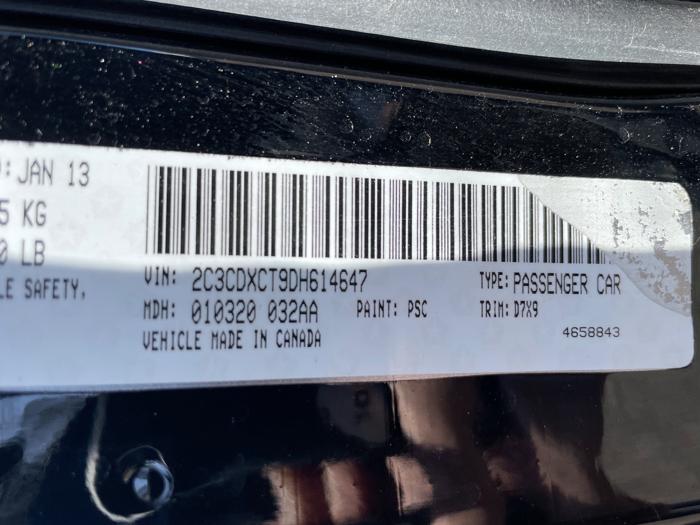 : JAN 13
5 KG
0 LB
LE SAFETY,
VIN: 2C3CDXCT9DH614647 TYPE: PASSENGER CAR
MDH: 010320 032AA PAINT: PSC TRIM: D7X9
VEHICLE MADE IN CANADA 4658843